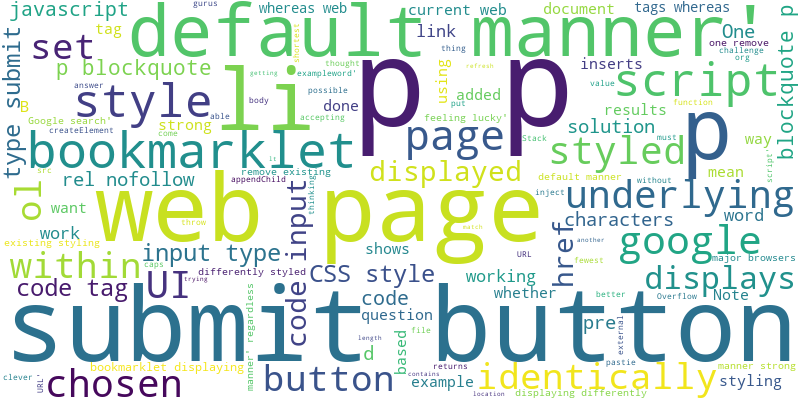 javascript
gurus
whereas web
current web
document
tags whereas
tag
default manner'
link
One
one remove
challenge
org
set
p blockquote
shortest
thought
thing
using
inserts
script
type submit
B
answer
style
li
p p
exampleword'
refresh
value
blockquote p
Google search'
able
body
getting
possible
put
added
results
function
createElement
strong
done
accepting
feeling lucky'
solution
p
must
bookmarklet
come
page
Stack
styled
way
script'
src
rel nofollow
lt
remove existing
displayed
default manner
mean
without
ol
want
appendChild
thinking
inject
underlying
web page
characters
word
work
throw
match
href
google
existing styling
input type
shows
URL
another
major browsers
within
caps
differently styled
code input
CSS style
working
displays
code tag
UI
trying
code
whether
fewest
better
Overflow
Note
submit button
manner' regardless
question
pre
d
based
file
external
length
bookmarklet displaying
button
returns
contains
example
identically
pastie
manner strong
clever'
URL'
chosen
location
displaying differently
styling